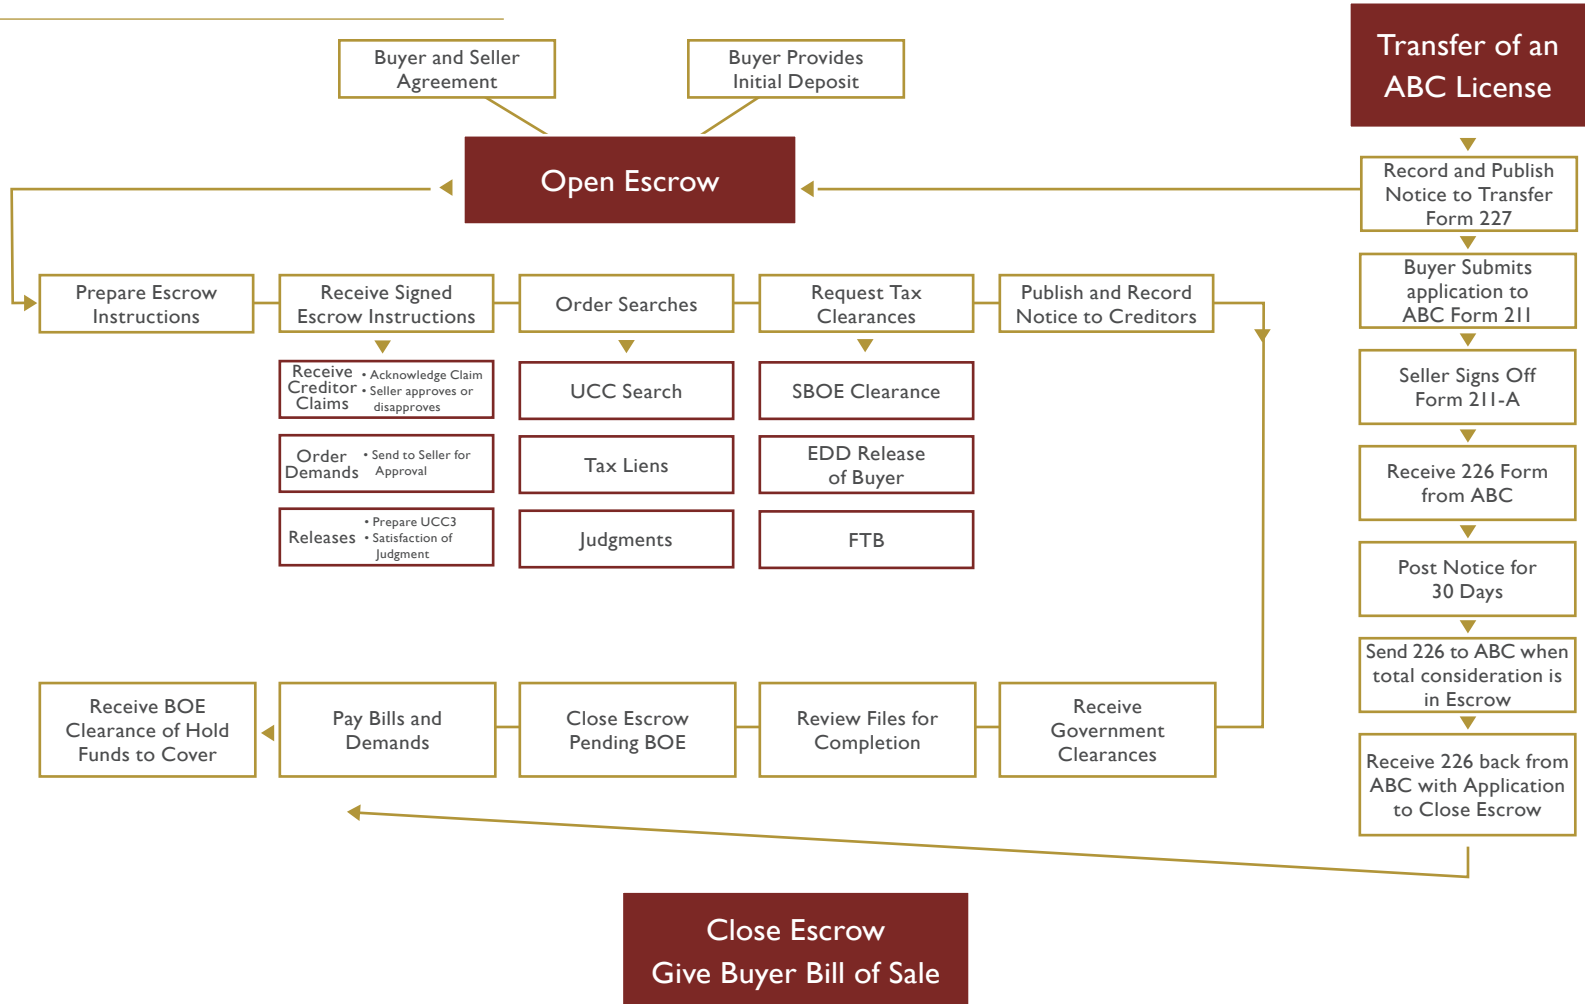 Buyer and Seller
Agreement
Buyer Provides
Initial Deposit
Transfer of an
ABC License
Open Escrow
Record and Publish
Notice to Transfer
Form 227
Buyer Submits
application to
ABC Form 211
Seller Signs Off
Form 211-A
Receive 226 Form
from ABC
Post Notice for
30 Days
Send 226 to ABC when
total consideration is
in Escrow
Receive 226 back from
ABC with Application
to Close Escrow
Prepare Escrow
Instructions
Receive Signed
Escrow Instructions
Order Searches
Request Tax
Clearances
Publish and Record
Notice to Creditors
Receive
Creditor
Claims
• Acknowledge Claim
• Seller approves or
disapproves
Order
Demands
• Send to Seller for
Approval
Releases
• Prepare UCC3
• Satisfaction of
Judgment
UCC Search
Tax Liens
Judgments
SBOE Clearance
EDD Release
of Buyer
FTB
Receive BOE
Clearance of Hold
Funds to Cover
Pay Bills and
Demands
Close Escrow
Pending BOE
Review Files for
Completion
Receive
Government
Clearances
Close Escrow
Give Buyer Bill of Sale